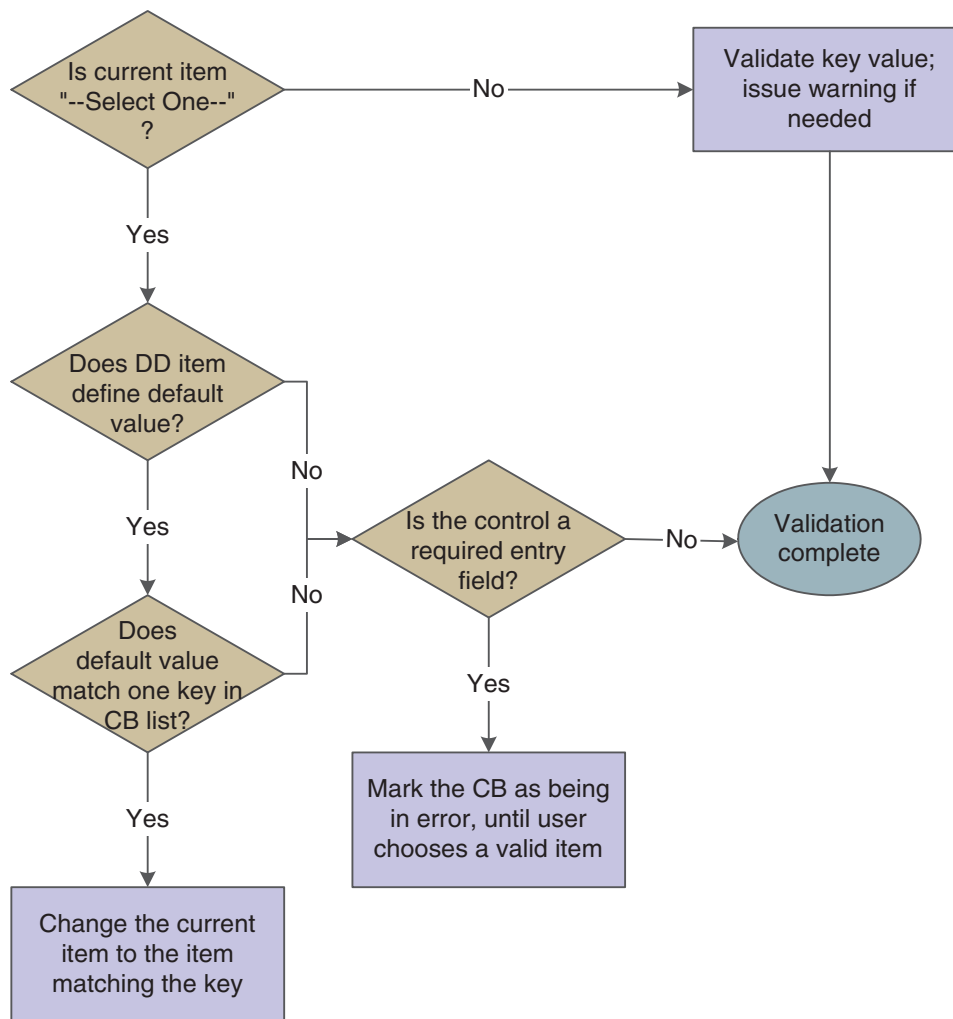 Is current item
"--Select One--"
?
No
Validate key value;
issue warning if
needed
Yes
Does DD item
define default
value?
No
Yes
Is the control a
required entry
field?
No
Validation
complete
No
Does
default value
match one key in
CB list?
Yes
Yes
Mark the CB as being
in error, until user
chooses a valid item
Change the current
item to the item
matching the key